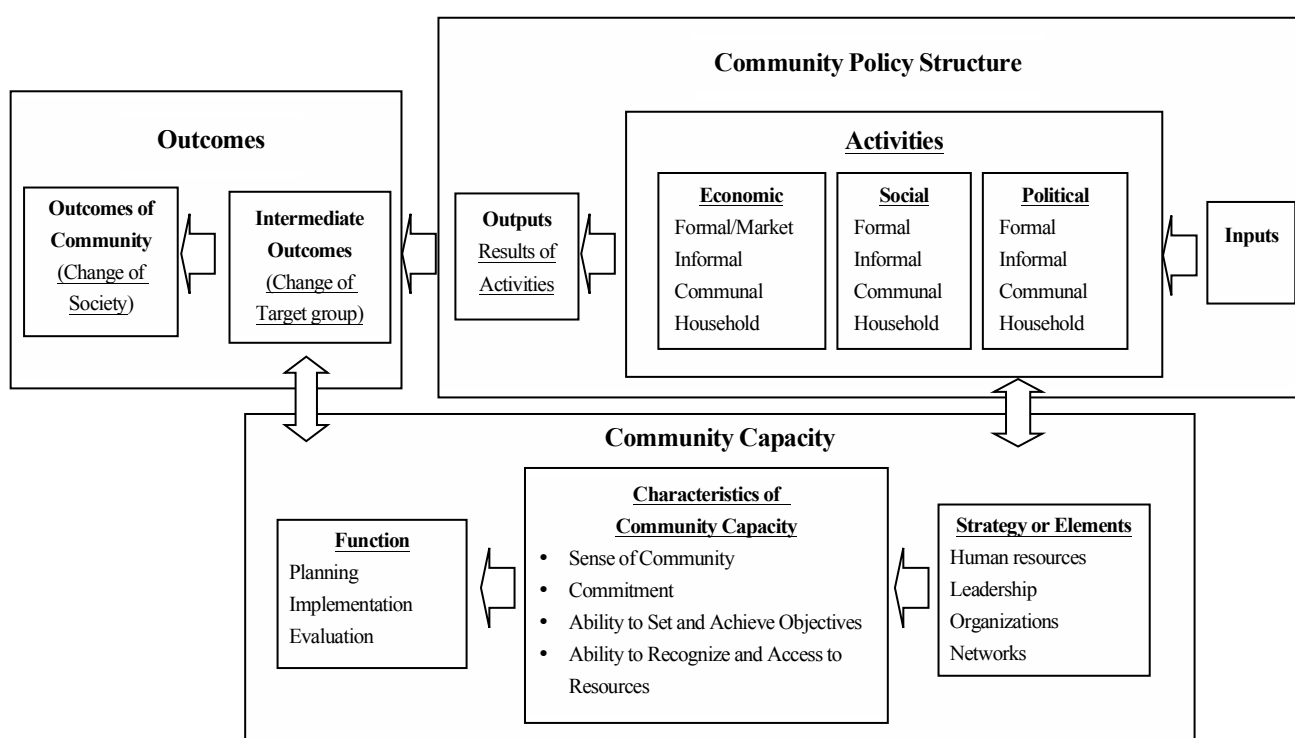 Community Policy Structure
Outcomes
Outcomes of
Community
(Change of
Society)
Intermediate
Outcomes
(Change of
Target group)
Outputs
Results of
Activities
Activities
Economic
Formal/Market
Informal
Communal
Household
Social
Formal
Informal
Communal
Household
Political
Formal
Informal
Communal
Household
Inputs
Community Capacity
Function
Planning
Implementation
Evaluation
Characteristics of
Community Capacity
• Sense of Community
• Commitment
• Ability to Set and Achieve Objectives
• Ability to Recognize and Access to
Resources
Strategy or Elements
Human resources
Leadership
Organizations
Networks